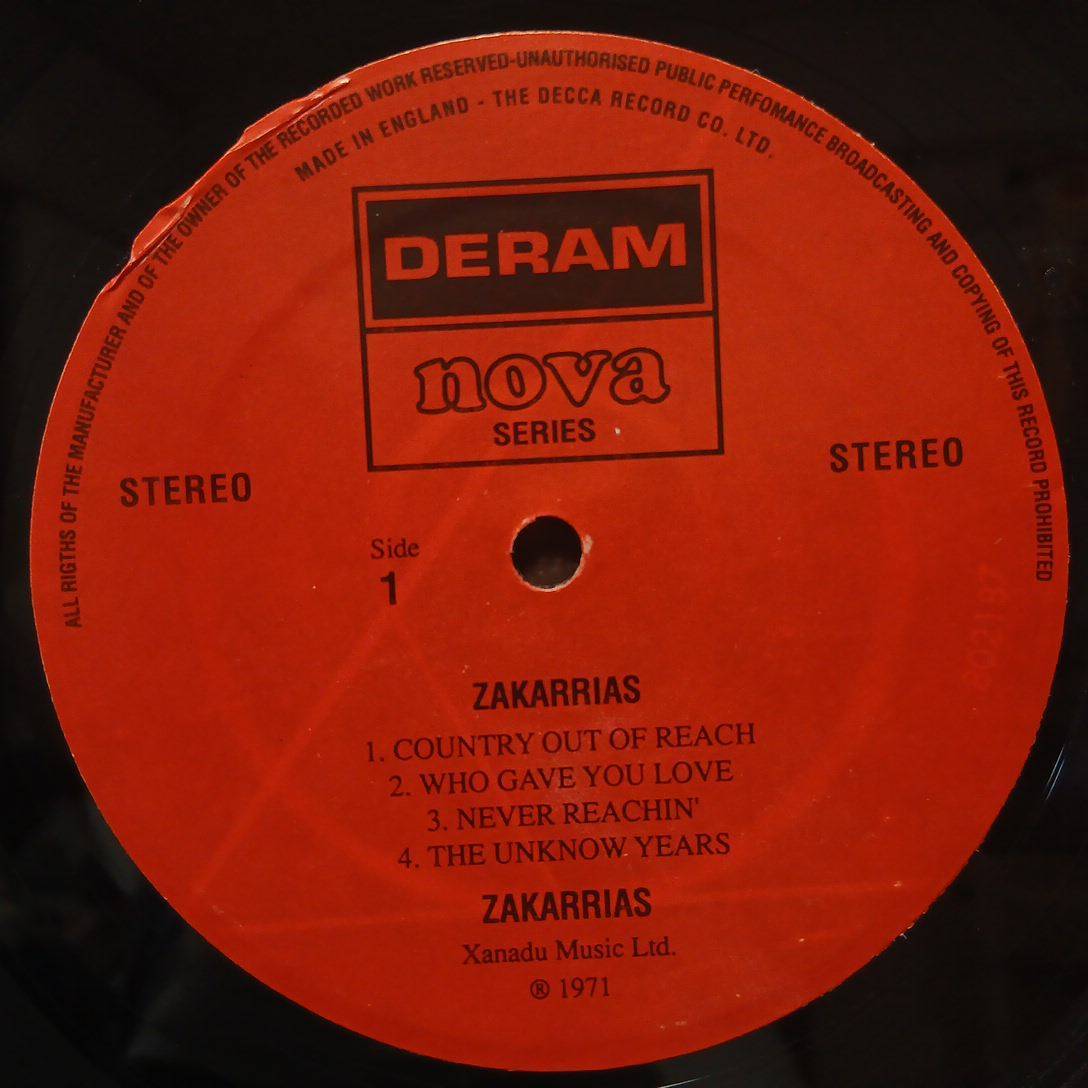 ALL RIGTHS OF THE MANUFACTURER AND OF THE OWNER OF THE RECORDED WORK RESERVED-UNAUTHORISED PUBLIC PERFOMANCE BROADCASTING AND COPYING OF THIS RECORD PROHIBITED
MADE IN ENGLAND - THE DECCA RECORD CO. LTD.
DERAM
nova
SERIES
STEREO
STEREO
Side
1
ZAKARRIAS
1. COUNTRY OUT OF REACH
2. WHO GAVE YOU LOVE
3. NEVER REACHIN'
4. THE UNKNOW YEARS
ZAKARRIAS
Xanadu Music Ltd.
® 1971